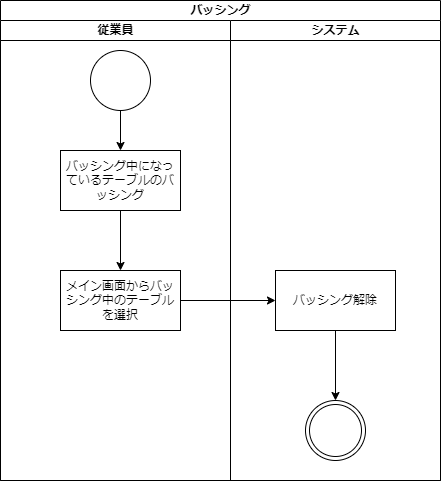 バッシング
従業員
システム
バッシング中になっ
ているテーブルのバ
ッシング
メイン画面からバッ
シング中のテーブル
を選択
バッシング解除